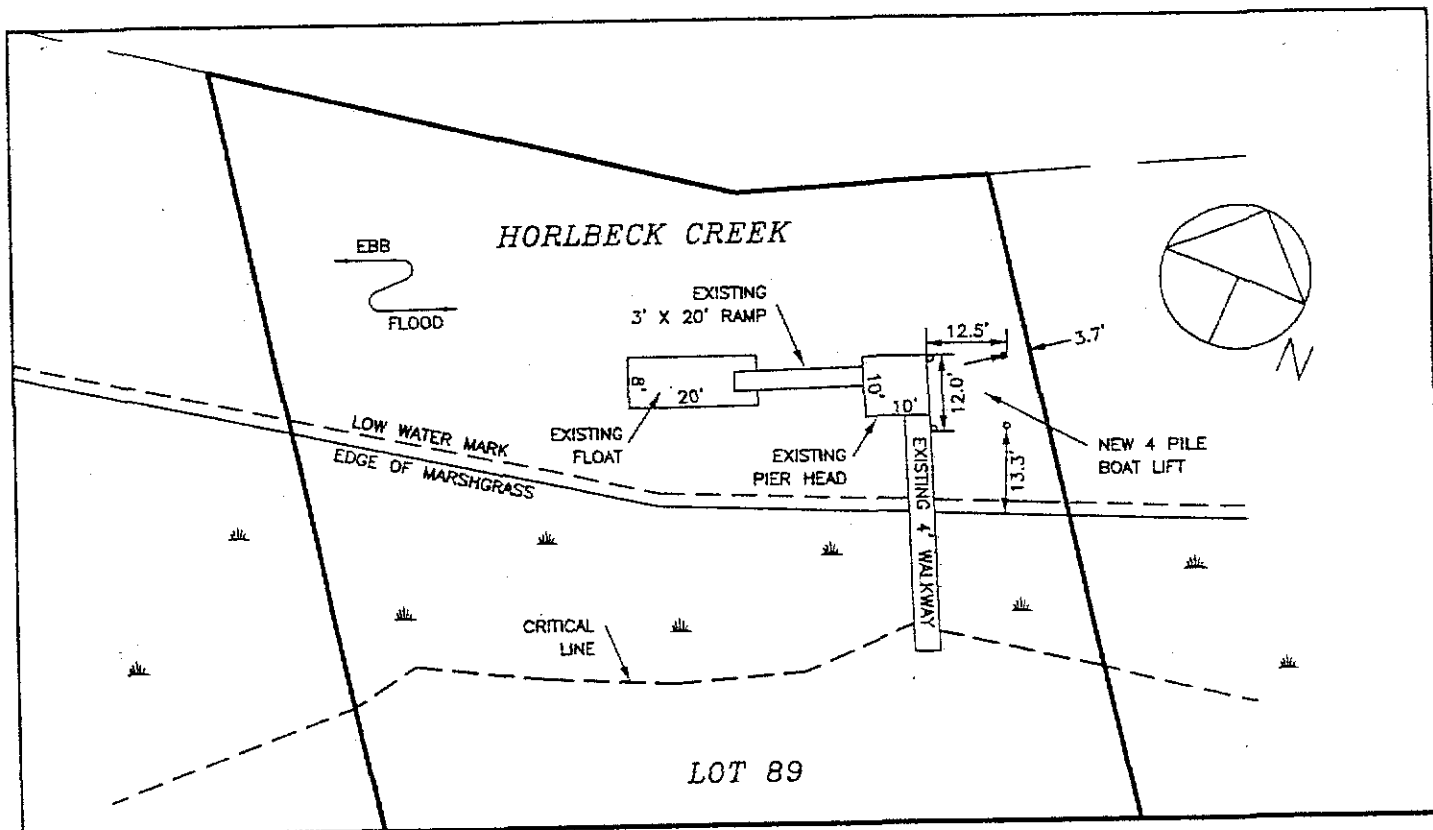 HORLBECK CREEK
EBB
FLOOD
EXISTING
3' X 20' RAMP
12.5'
3.7'
8'
20'
10'
10'
12.0'
EXISTING
FLOAT
EXISTING
PIER HEAD
NEW 4 PILE
BOAT LIFT
13.3'
LOW WATER MARK
EDGE OF MARSHGRASS
EXISTING 4' WALKWAY
CRITICAL
LINE
LOT 89
N